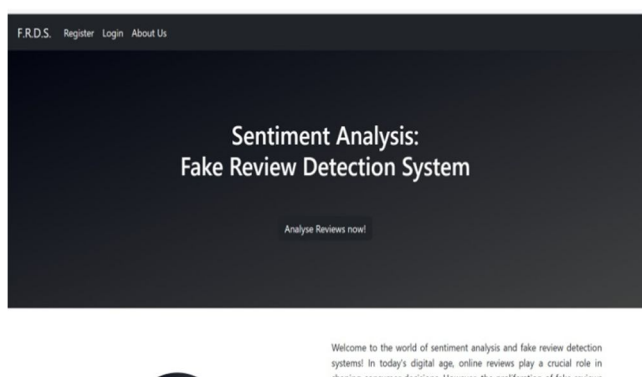 F.R.D.S. Register Login About Us
Sentiment Analysis:
Fake Review Detection System
Analyse Reviews now!
Welcome to the world of sentiment analysis and fake review detection
systems! In today's digital age, online reviews play a crucial role in